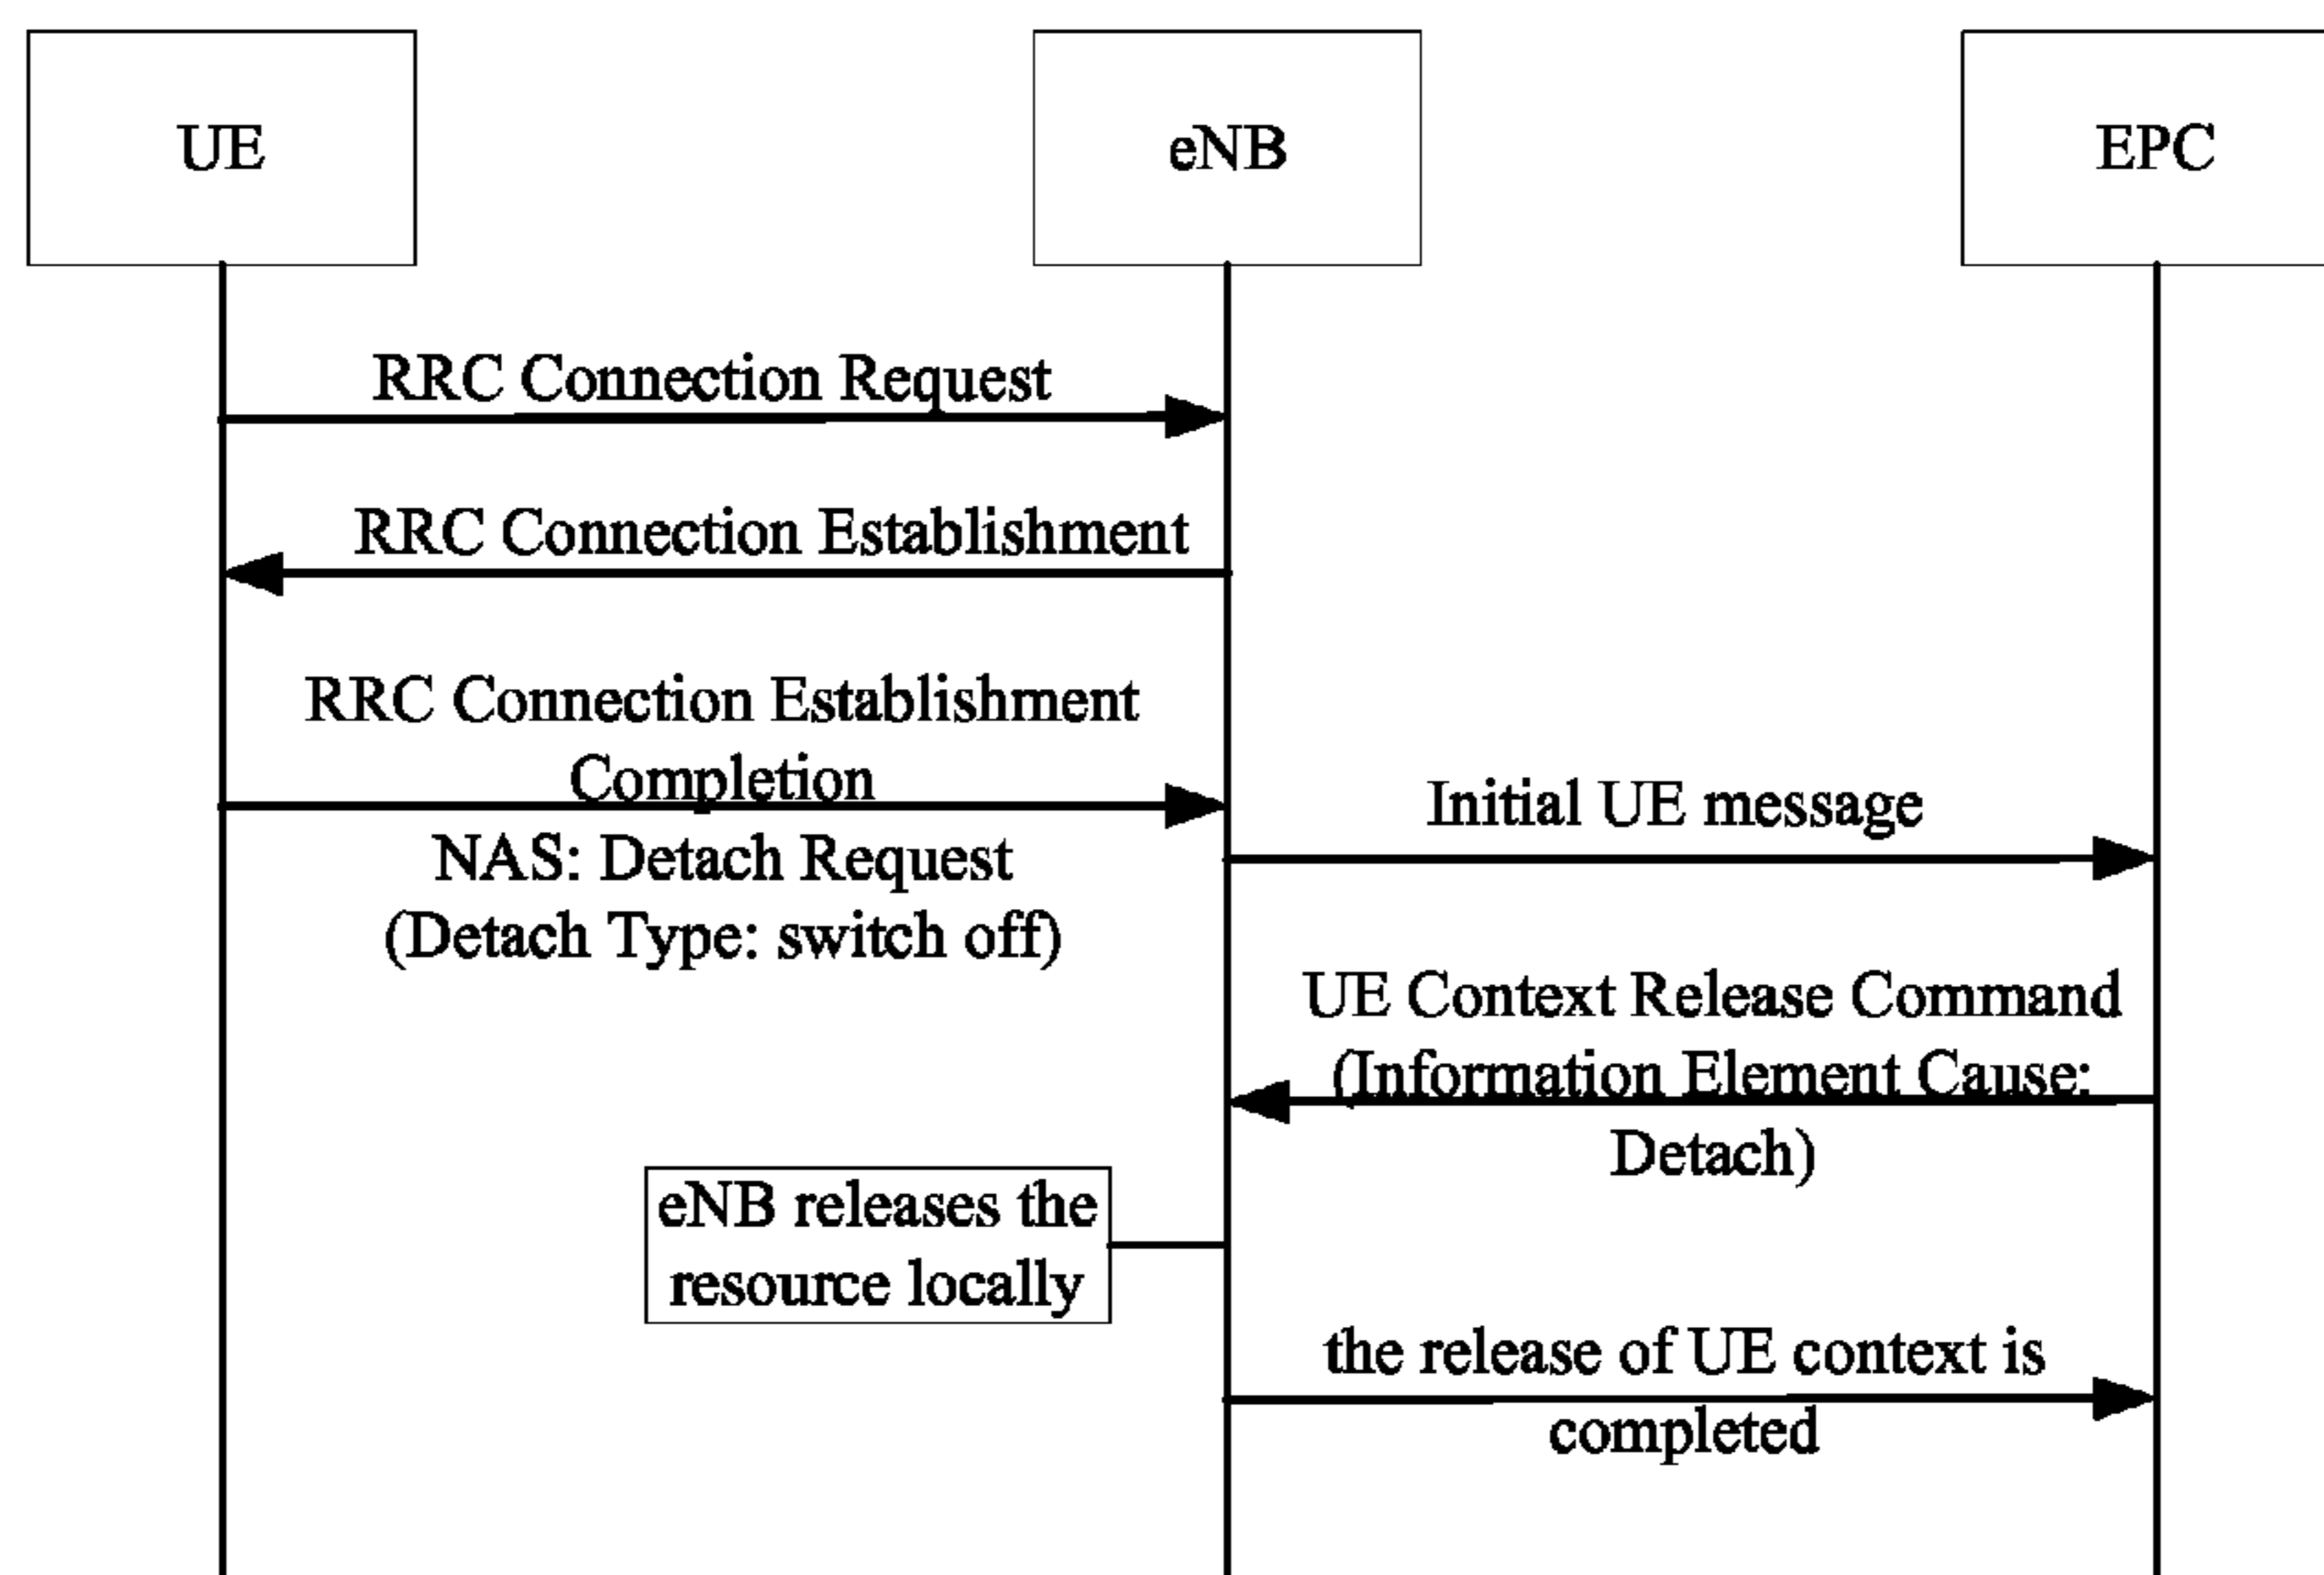 UE
eNB
EPC
RRC Connection Request
RRC Connection Establishment
RRC Connection Establishment
Completion
NAS: Detach Request
(Detach Type: switch off)
Initial UE message
UE Context Release Command
(Information Element Cause:
Detach)
eNB releases the
resource locally
the release of UE context is
completed